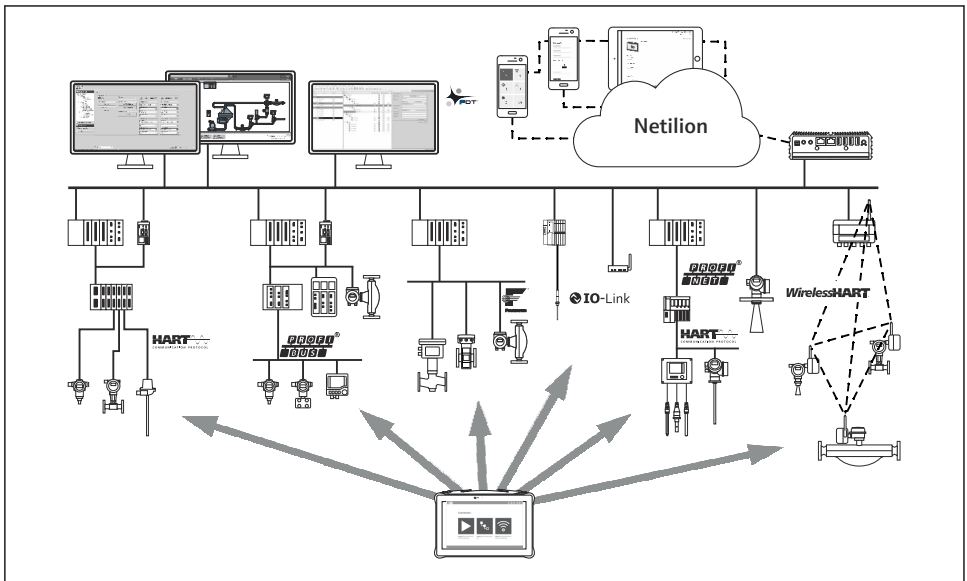 FDT
Netilion
PROFI
NET
WirelessHART
IO-Link
HART
COMMUNICATION PROTOCOL
PROFI
BUS
HART
COMMUNICATION PROTOCOL